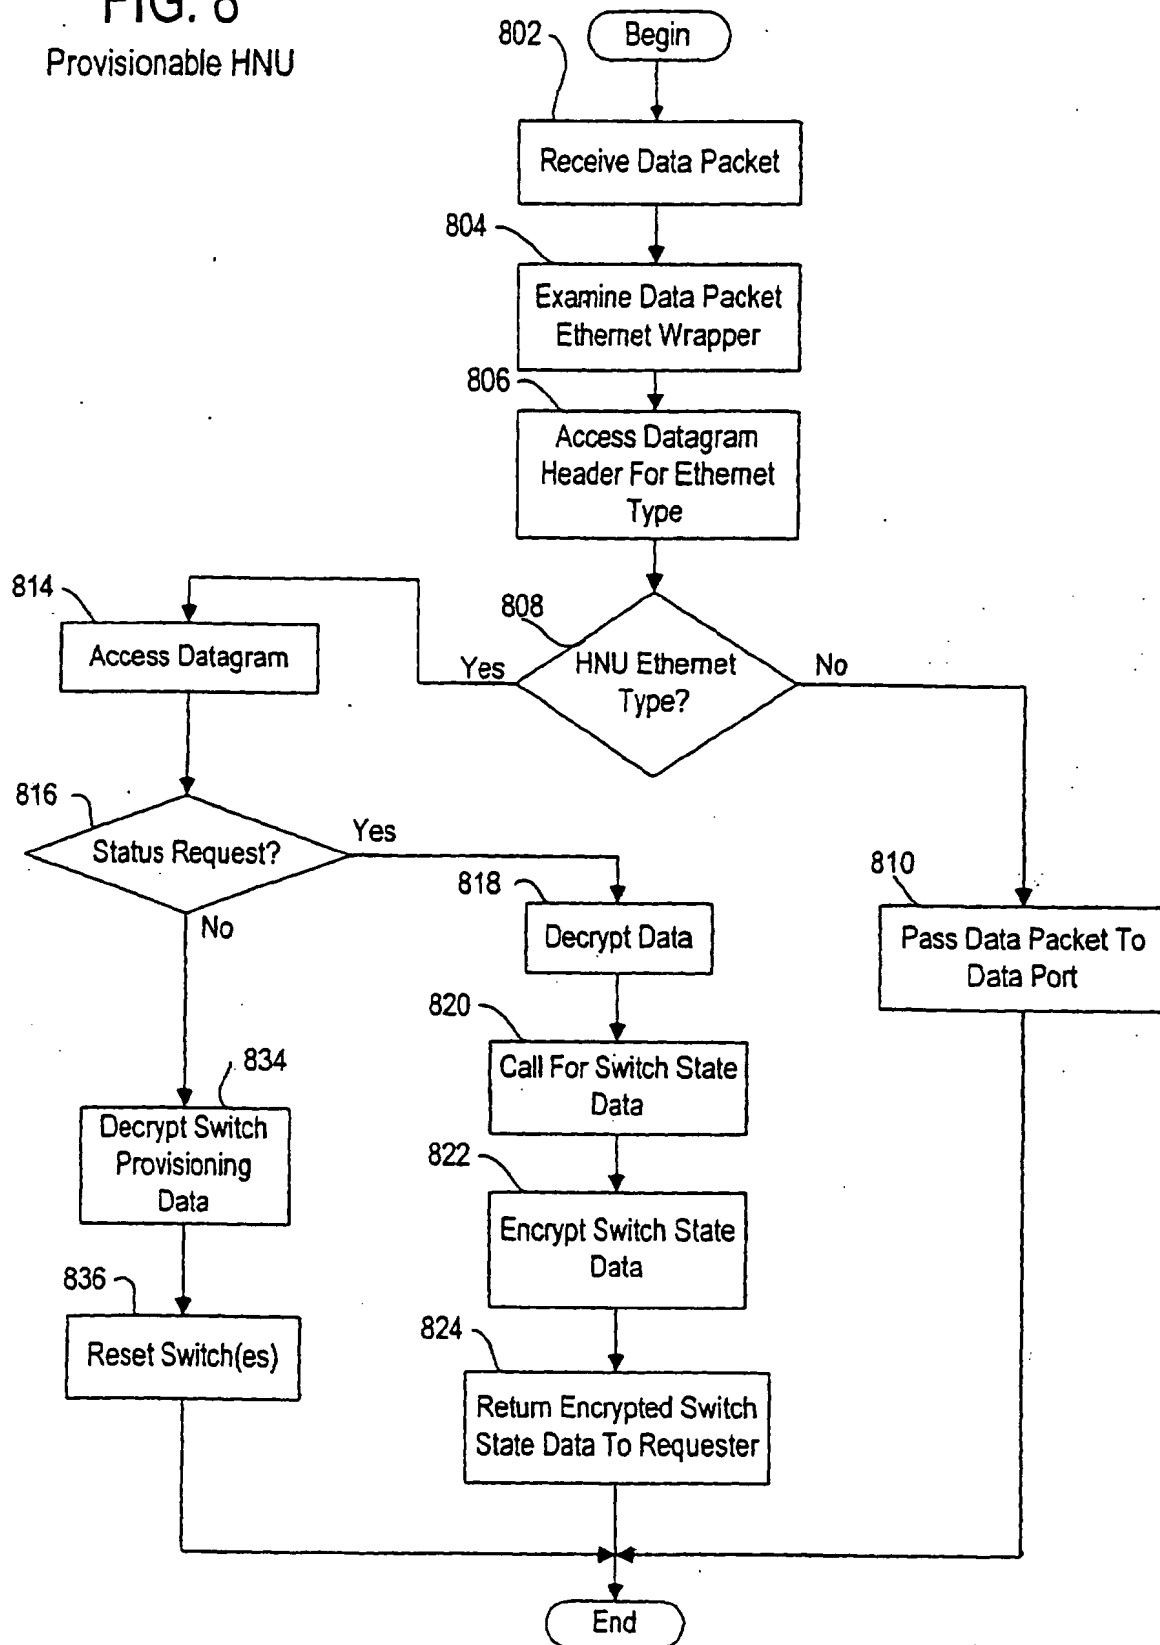 FIG. 8
Provisionable HNU
802
Begin
Receive Data Packet
804
Examine Data Packet
Ethernet Wrapper
806
Access Datagram
Header For Ethernet
Type
808
HNU Ethernet
Type?
Yes
No
814
Access Datagram
816
Status Request?
Yes
No
818
Decrypt Data
810
Pass Data Packet To
Data Port
820
Call For Switch State
Data
834
Decrypt Switch
Provisioning
Data
822
Encrypt Switch State
Data
836
Reset Switch(es)
824
Return Encrypted Switch
State Data To Requester
End